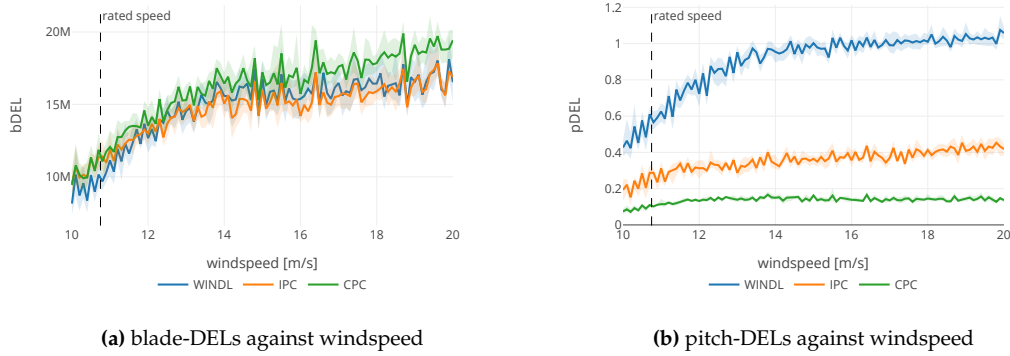 rated speed
20M
15M
10M
bDEL
10 12 14 16 18 20
windspeed [m/s]
WINDL IPC CPC
(a) blade-DELs against windspeed
rated speed
1.2
1
0.8
0.6
0.4
0.2
0
pDEL
10 12 14 16 18 20
windspeed [m/s]
WINDL IPC CPC
(b) pitch-DELs against windspeed